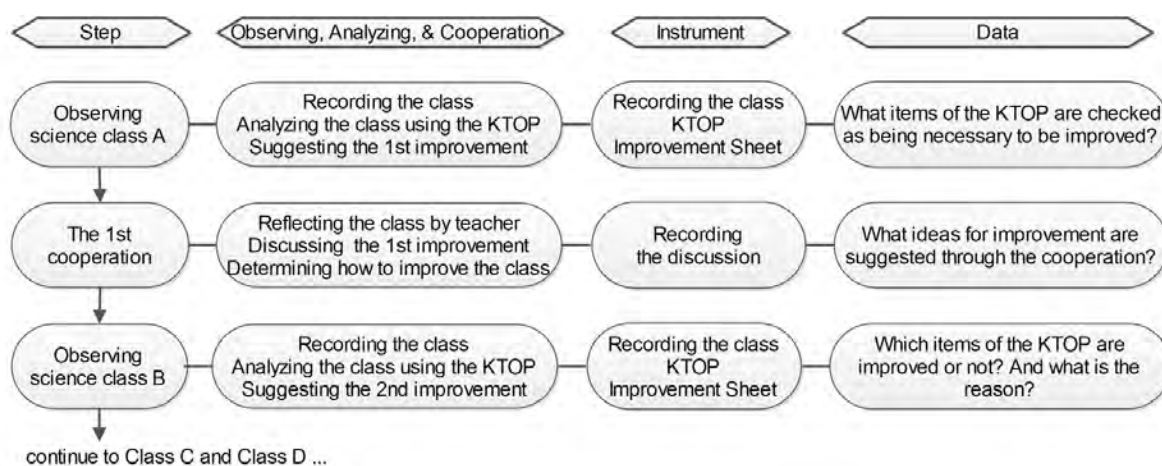 Step
Observing, Analyzing, & Cooperation
Instrument
Data
Observing
science class A
Recording the class
Analyzing the class using the KTOP
Suggesting the 1st improvement
Recording the class
KTOP
Improvement Sheet
What items of the KTOP are checked
as being necessary to be improved?
The 1st
cooperation
Reflecting the class by teacher
Discussing the 1st improvement
Determining how to improve the class
Recording
the discussion
What ideas for improvement are
suggested through the cooperation?
Observing
science class B
Recording the class
Analyzing the class using the KTOP
Suggesting the 2nd improvement
Recording the class
KTOP
Improvement Sheet
Which items of the KTOP are
improved or not? And what is the
reason?
continue to Class C and Class D ...